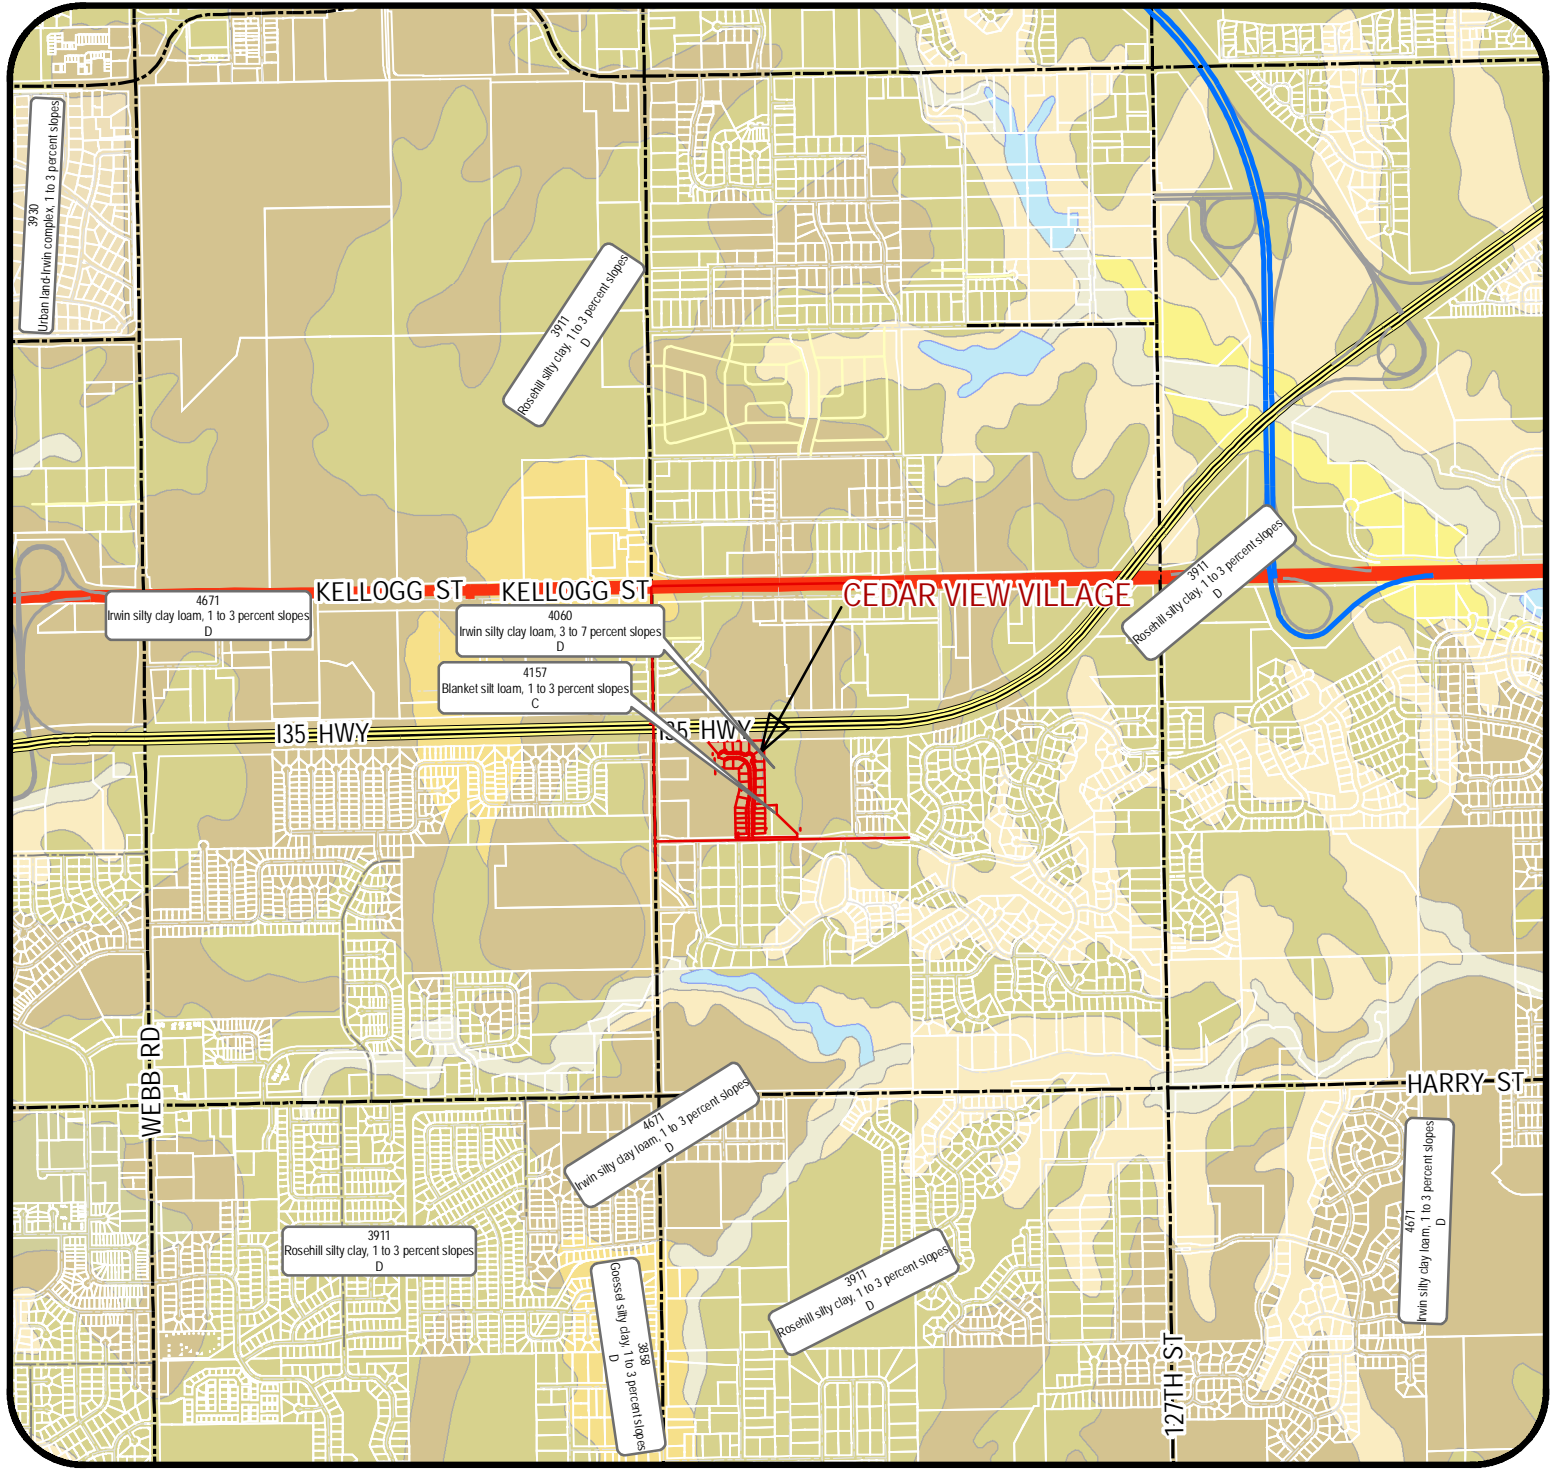 3930
Urban land-Irwin complex, 1 to 3 percent slopes
3911
Rosehill silty clay, 1 to 3 percent slopes
D
KELLOGG ST
KELLOGG ST
CEDAR VIEW VILLAGE
3911
Rosehill silty clay, 1 to 3 percent slopes
D
4671
Irwin silty clay loam, 1 to 3 percent slopes
D
4060
Irwin silty clay loam, 3 to 7 percent slopes
D
4157
Blanket silt loam, 1 to 3 percent slopes
C
I35 HWY
I35 HWY
WEBB RD
HARRY ST
4671
Irwin silty clay loam, 1 to 3 percent slopes
D
4671
Irwin silty clay loam, 1 to 3 percent slopes
D
3911
Rosehill silty clay, 1 to 3 percent slopes
D
3911
Rosehill silty clay, 1 to 3 percent slopes
D
3858
Goessel silty clay, 1 to 3 percent slopes
D
127TH ST